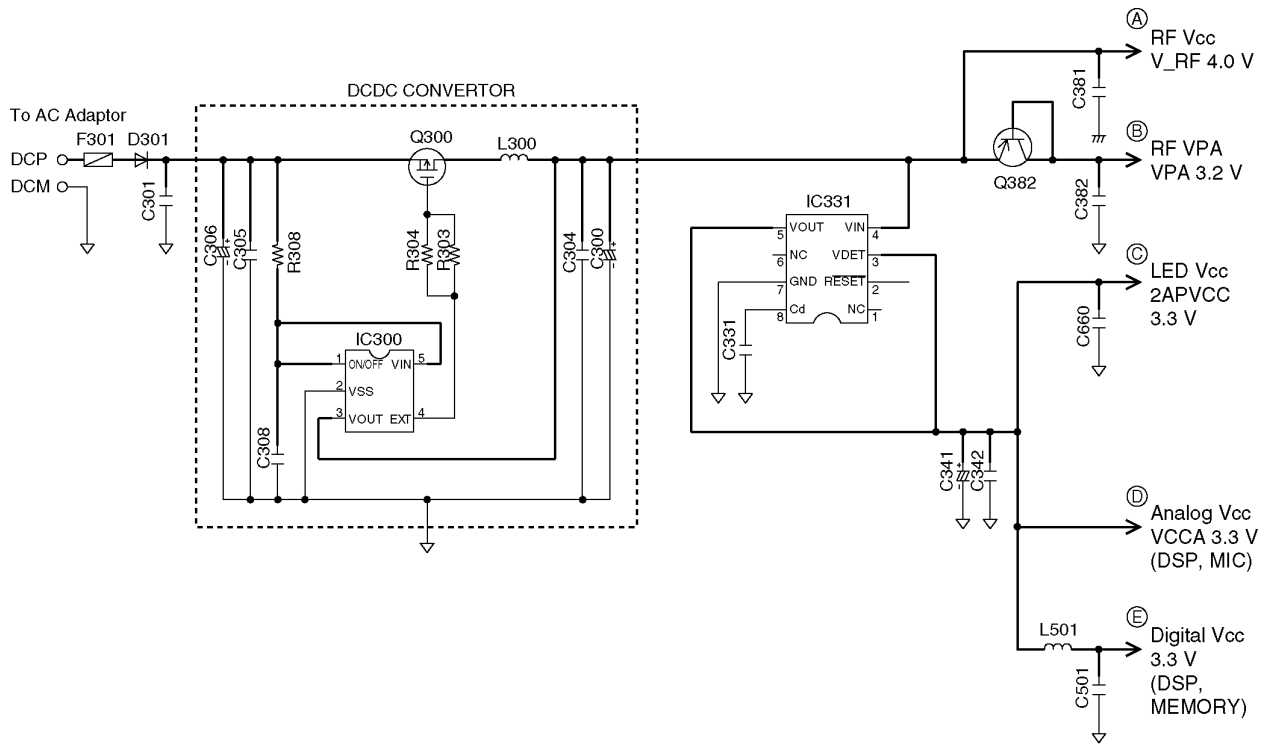 DCDC CONVERTOR
To AC Adaptor
F301
D301
DCP
DCM
C301
C306
C305
R308
Q300
L300
R304
R303
C304
C300
IC300
1 ON/OFF VIN 5
2 VSS
3 VOUT EXT 4
C308
IC331
VOUT VIN
5 4
NC VDET
6 3
GND RESET
7 2
Cd NC
8 1
C331
Q382
C341
C342
A
RF Vcc
V_RF 4.0 V
C381
B
RF VPA
VPA 3.2 V
C382
C
LED Vcc
2APVCC
3.3 V
C660
D
Analog Vcc
VCCA 3.3 V
(DSP, MIC)
E
L501
Digital Vcc
3.3 V
(DSP,
MEMORY)
C501